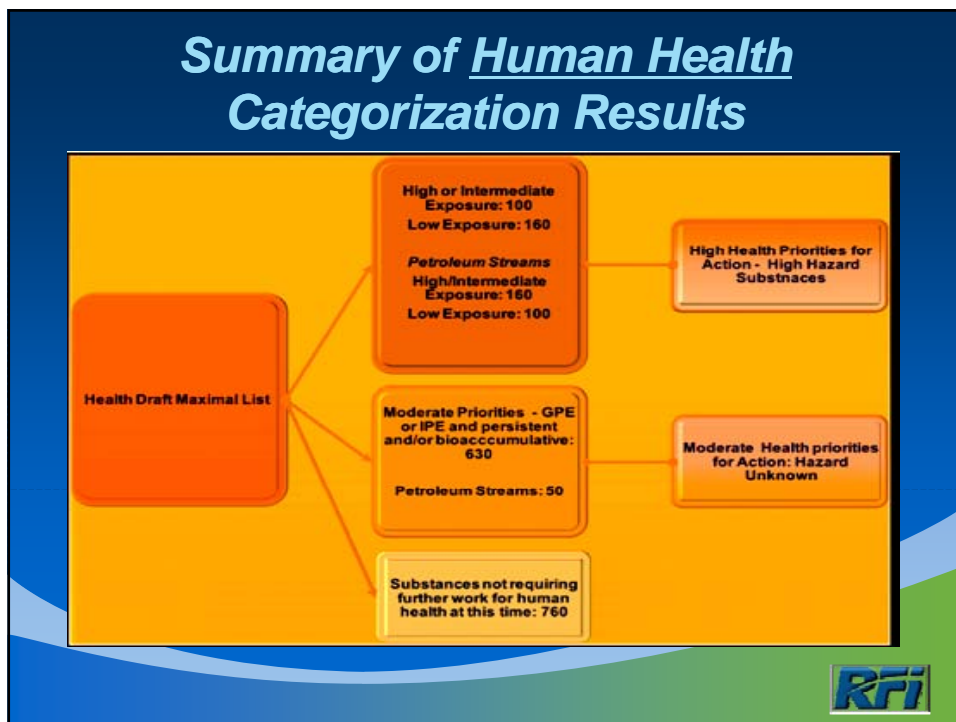 Summary of Human Health
Categorization Results
Health Draft Maximal List
High or Intermediate
Exposure: 100
Low Exposure: 160
Petroleum Streams
High/Intermediate
Exposure: 160
Low Exposure: 100
High Health Priorities for
Action - High Hazard
Substnaces
Moderate Priorities - GPE
or IPE and persistent
and/or bioacccumulative:
630
Petroleum Streams: 50
Moderate Health priorities
for Action: Hazard
Unknown
Substances not requiring
further work for human
health at this time: 760
RFi